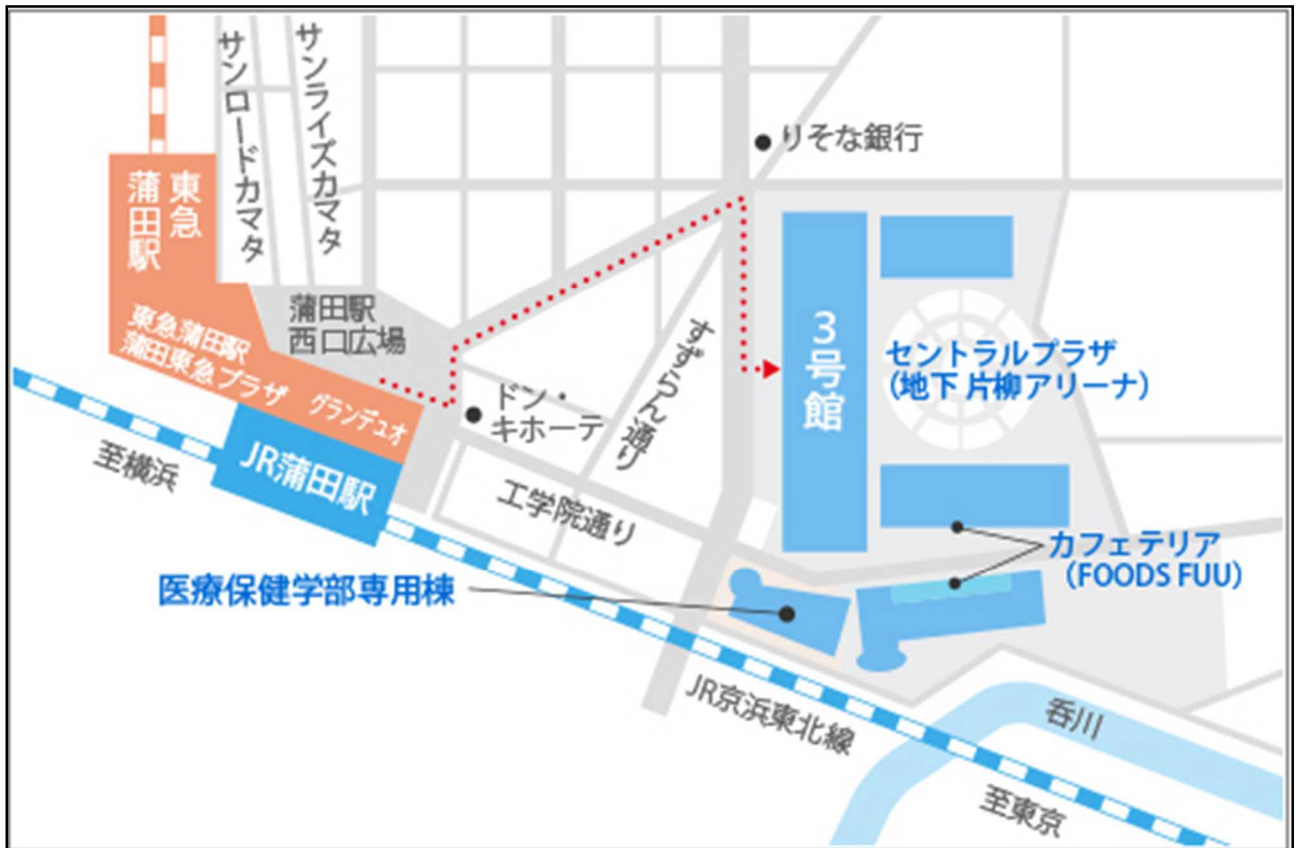 サンロードカマタ
サンライズカマタ
りそな銀行
東急
蒲田駅
蒲田駅
西口広場
東急蒲田駅
蒲田東急プラザ
グランデュオ
ドン・
キホーテ
すずらん通り
3号館
セントラルプラザ
（地下 片柳アリーナ）
JR蒲田駅
至横浜
工学院通り
カフェテリア
（FOODS FUU）
医療保健学部専用棟
JR京浜東北線
呑川
至東京